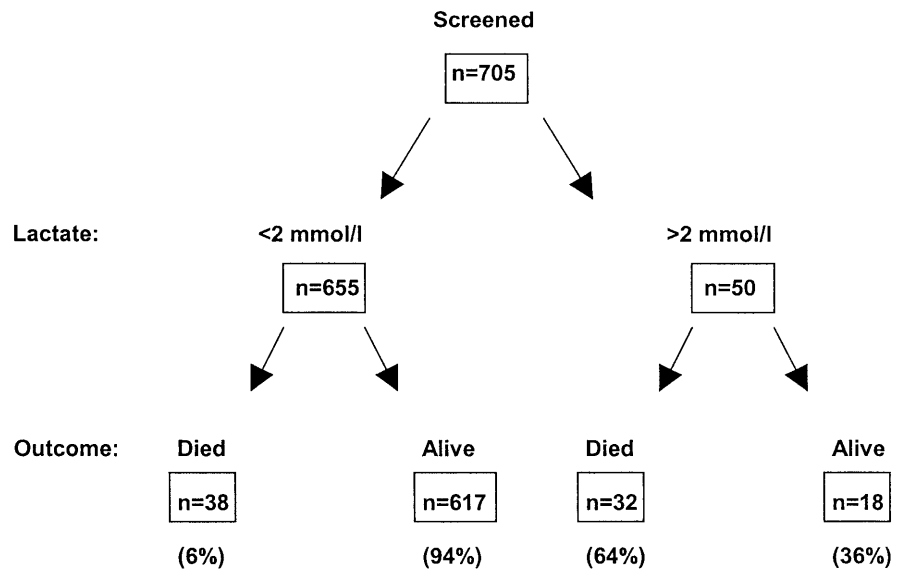 Screened
n=705
Lactate: <2 mmol/l >2 mmol/l
n=655 n=50
Outcome: Died Alive Died Alive
n=38 n=617 n=32 n=18
(6%) (94%) (64%) (36%)